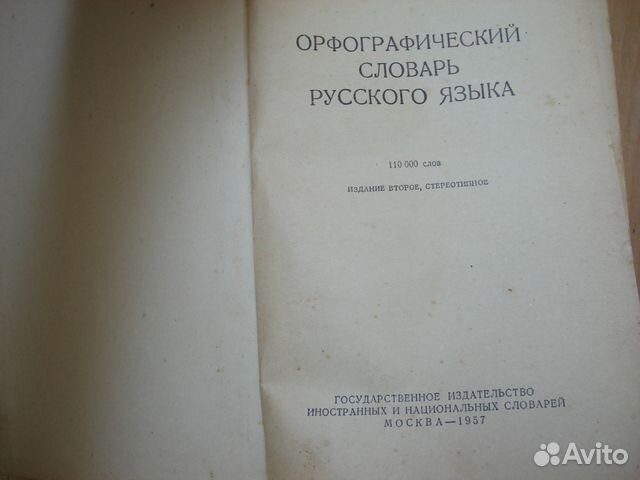 ОРФОГРАФИЧЕСКИЙ
СЛОВАРЬ
РУССКОГО ЯЗЫКА
110 000 слов
ИЗДАНИЕ ВТОРОЕ, СТЕРЕОТИПНОЕ
ГОСУДАРСТВЕННОЕ ИЗДАТЕЛЬСТВО
ИНОСТРАННЫХ И НАЦИОНАЛЬНЫХ СЛОВАРЕЙ
МОСКВА—1957
Avito